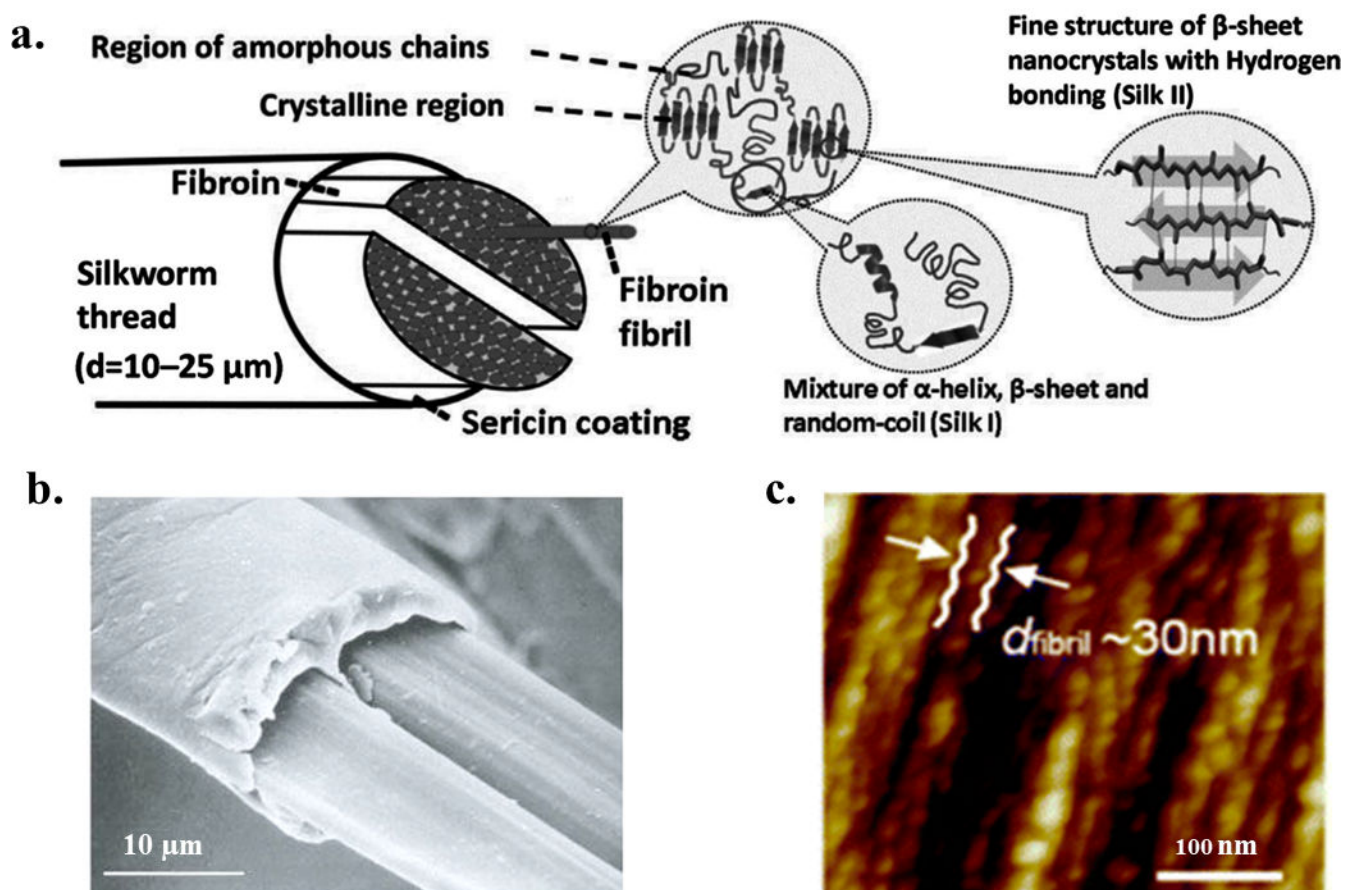 a.
Region of amorphous chains
Crystalline region
Fibroin
Silkworm
thread
(d=10–25 μm)
Sericin coating
Fibroin
fibril
Mixture of α-helix, β-sheet and
random-coil (Silk I)
Fine structure of β-sheet
nanocrystals with Hydrogen
bonding (Silk II)
b.
10 μm
c.
dfibril ~30nm
100 nm